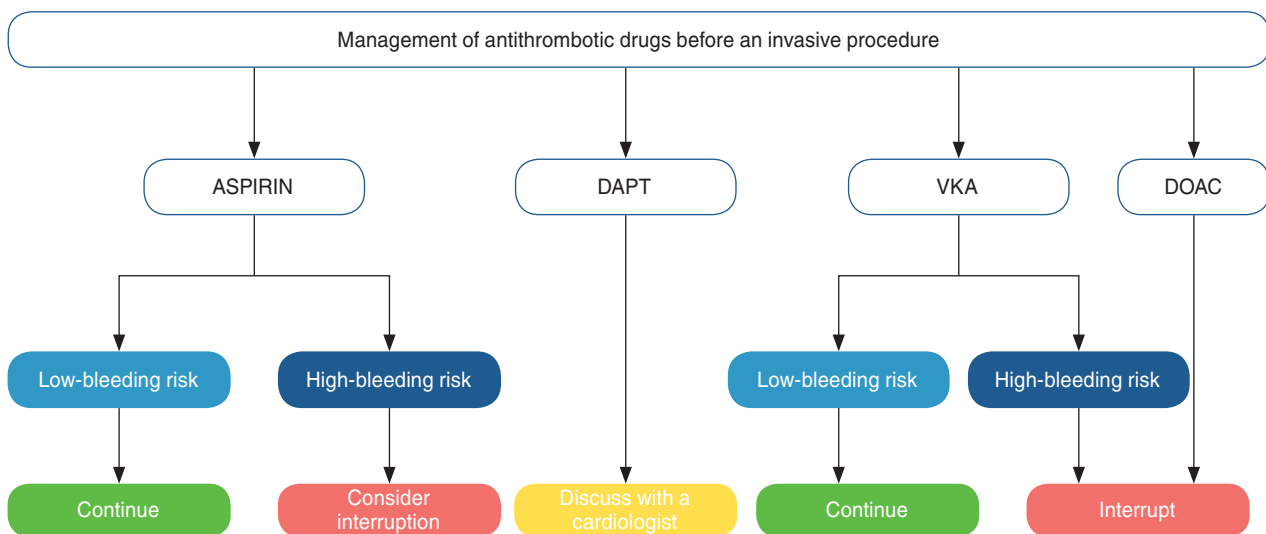 Management of antithrombotic drugs before an invasive procedure
ASPIRIN
DAPT
VKA
DOAC
Low-bleeding risk
High-bleeding risk
Low-bleeding risk
High-bleeding risk
Continue
Consider
interruption
Discuss with a
cardiologist
Continue
Interrupt